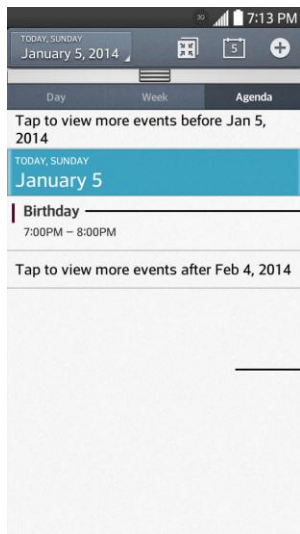 7:13 PM
TODAY, SUNDAY
January 5, 2014
5
Day Week Agenda
Tap to view more events before Jan 5,
2014
TODAY, SUNDAY
January 5
Birthday
7:00PM – 8:00PM
Tap to view more events after Feb 4, 2014